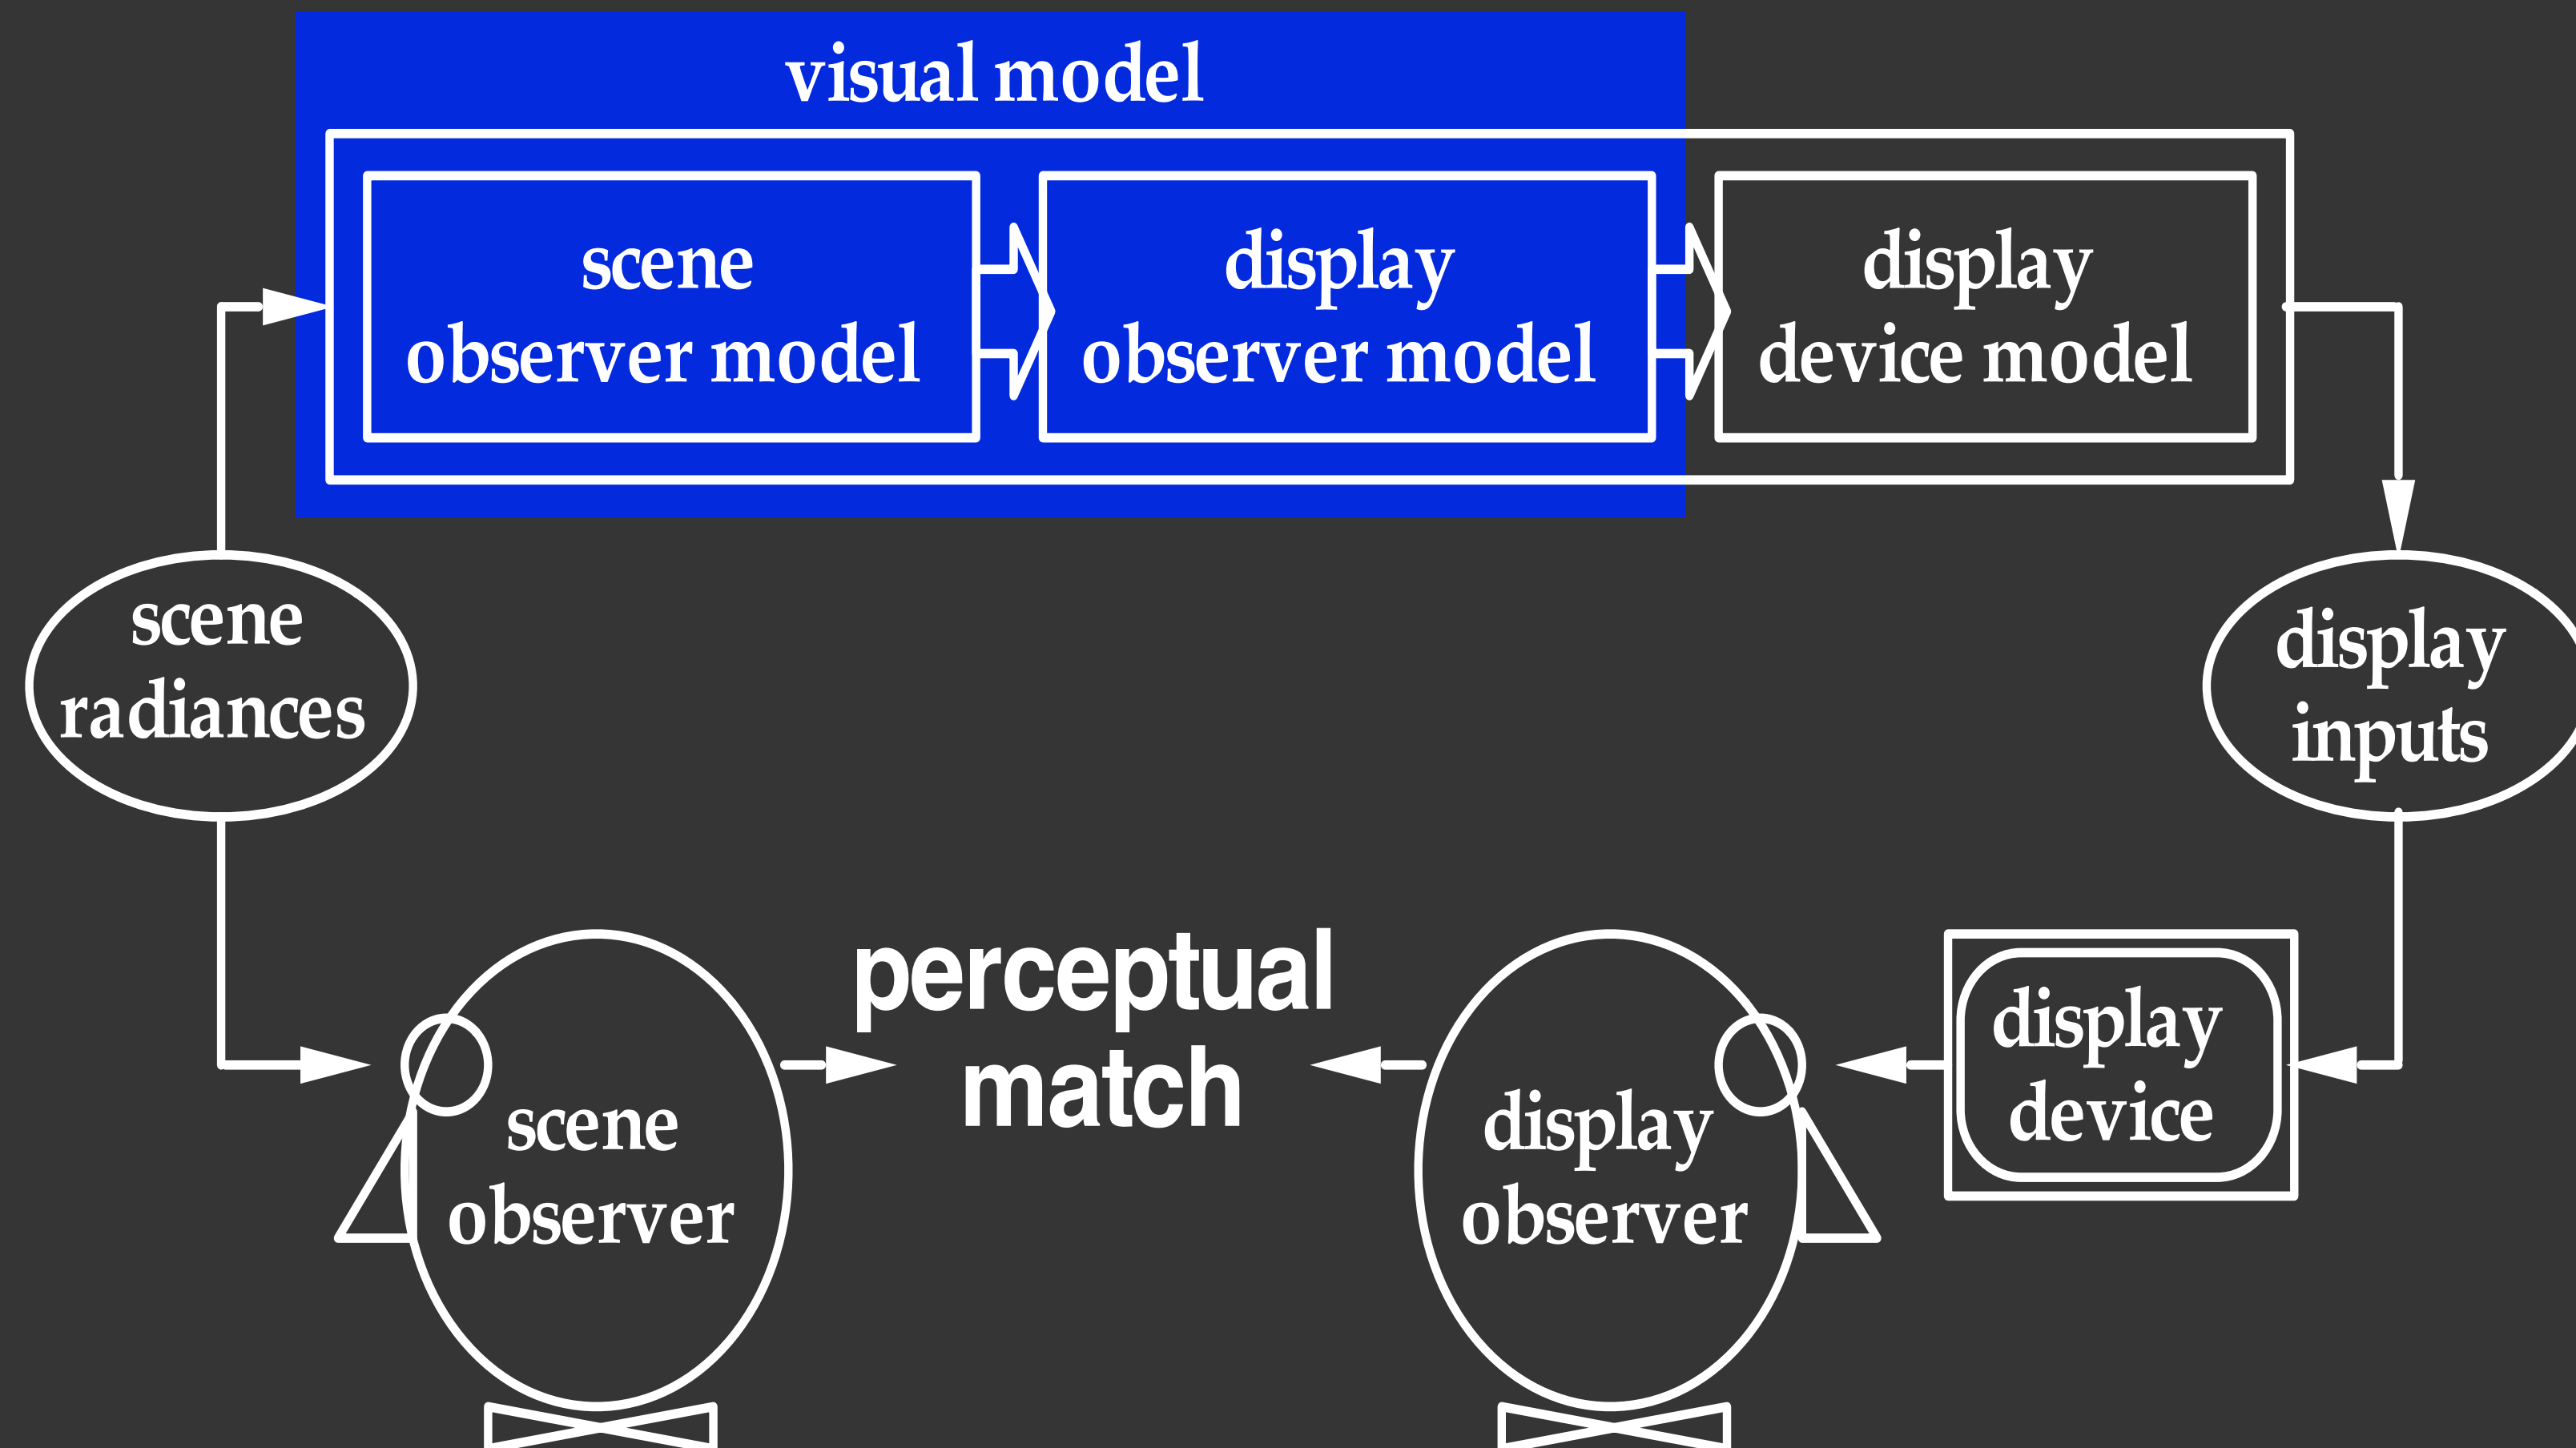 visual model
scene
observer model
display
observer model
display
device model
scene
radiances
display
inputs
perceptual
match
scene
observer
display
observer
display
device